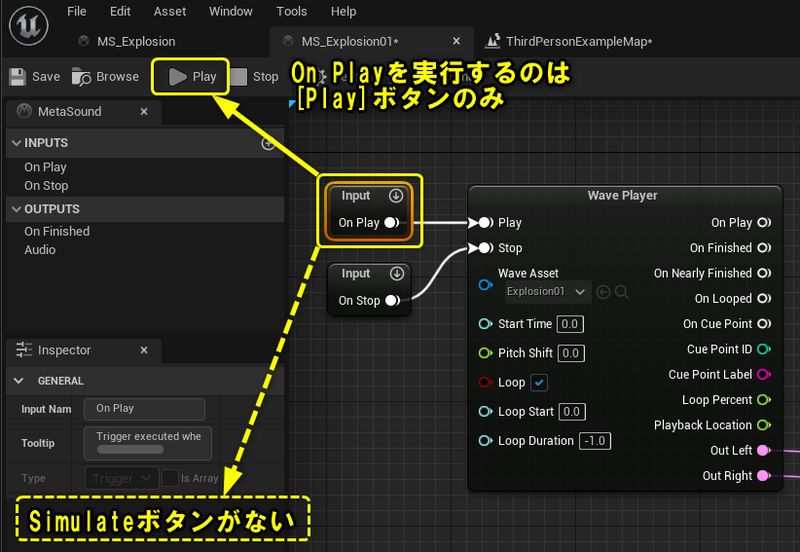 File Edit Asset Window Tools Help
MS_Explosion MS_Explosion01* ThirdPersonExampleMap*
Save Browse Play Stop
On Playを実行するのは
[Play]ボタンのみ
MetaSound
INPUTS
On Play
On Stop
OUTPUTS
On Finished
Audio
Input
On Play
Input
On Stop
Wave Player
Play On Play
Stop On Finished
Wave Asset On Nearly Finished
Explosion01 On Looped
Start Time 0.0 On Cue Point
Pitch Shift 0.0 Cue Point ID
Loop Cue Point Label
Loop Start 0.0 Loop Percent
Loop Duration -1.0 Playback Location
Out Left
Out Right
Inspector
GENERAL
Input Nam On Play
Tooltip Trigger executed whe
Type Trigger Is Array
Simulateボタンがない